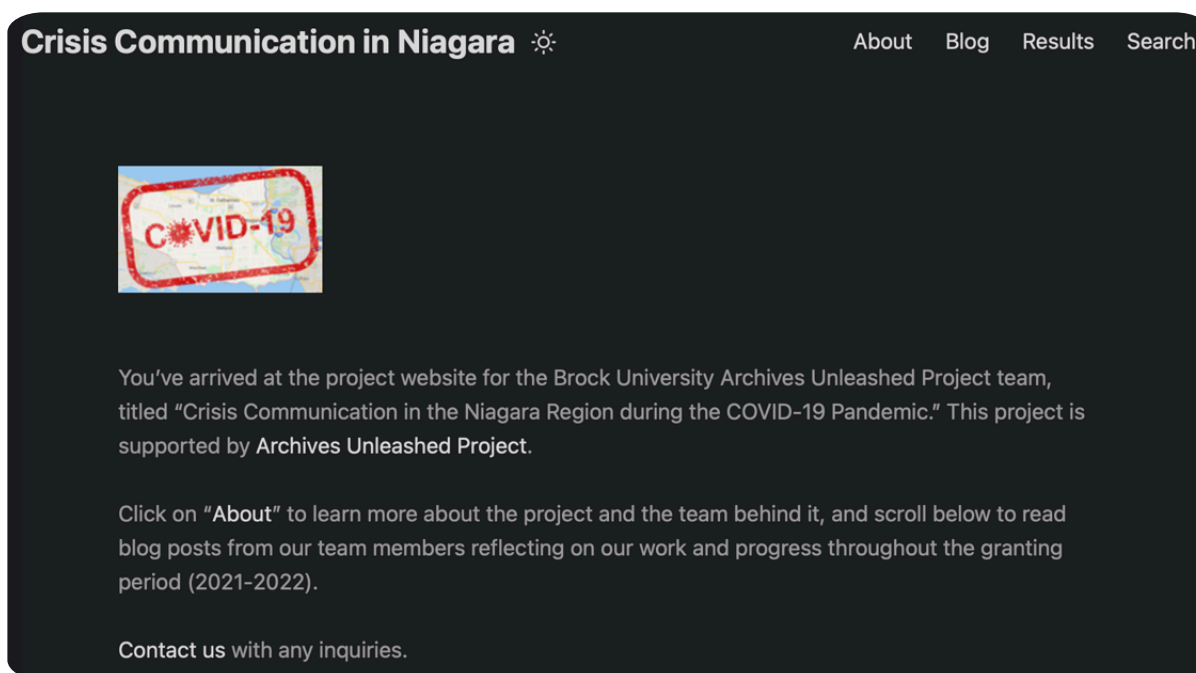 Crisis Communication in Niagara
About Blog Results Search
COVID-19
You’ve arrived at the project website for the Brock University Archives Unleashed Project team,
titled “Crisis Communication in the Niagara Region during the COVID-19 Pandemic.” This project is
supported by Archives Unleashed Project.
Click on “About” to learn more about the project and the team behind it, and scroll below to read
blog posts from our team members reflecting on our work and progress throughout the granting
period (2021-2022).
Contact us with any inquiries.